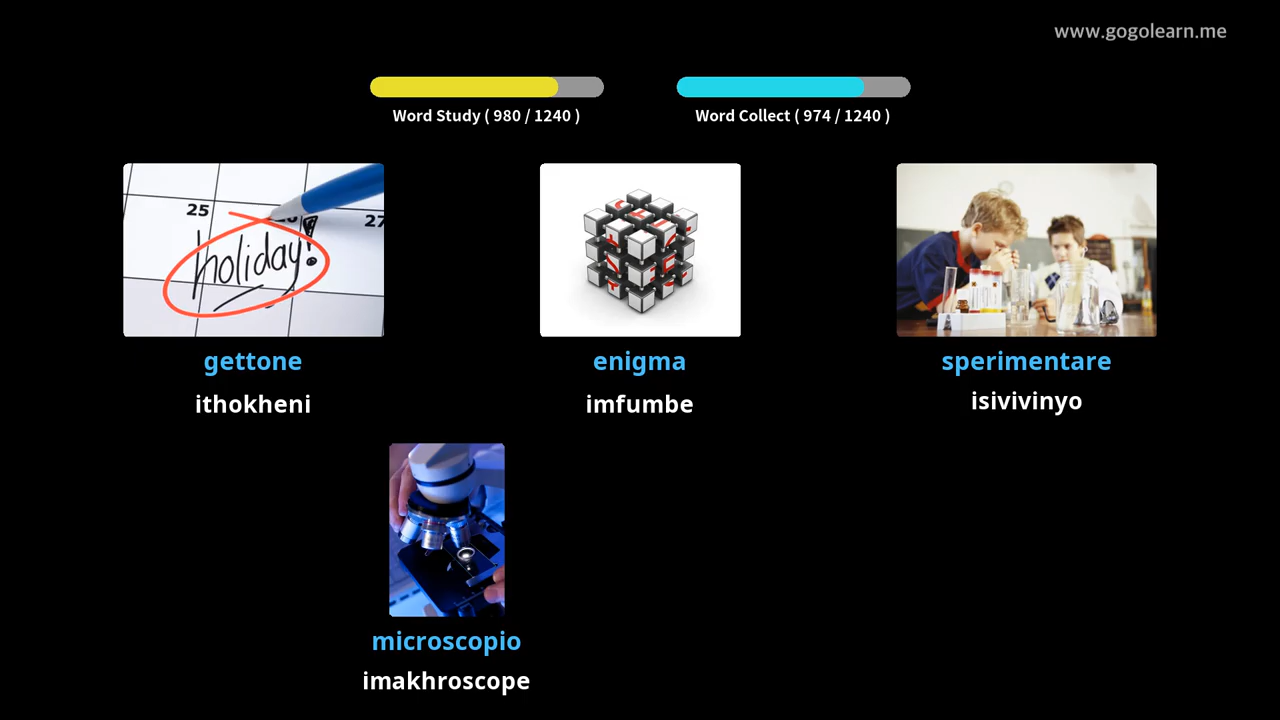 www.gogolearn.me
Word Study ( 980 / 1240 )
Word Collect ( 974 / 1240 )
25
27
holiday!
gettone
enigma
sperimentare
ithokheni
imfumbe
isivivinyo
microscopio
imakhroscope